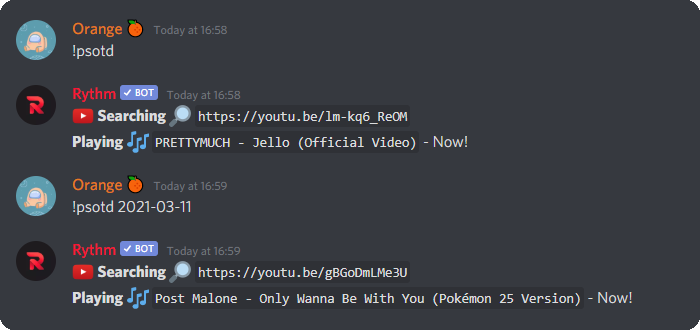 Orange Today at 16:58
!psotd
Rythm BOT Today at 16:58
Searching https://youtu.be/lm-kq6_ReOM
Playing PRETTYMUCH - Jello (Official Video) - Now!
Orange Today at 16:59
!psotd 2021-03-11
Rythm BOT Today at 16:59
Searching https://youtu.be/gBGoDmLMe3U
Playing Post Malone - Only Wanna Be With You (Pokémon 25 Version) - Now!